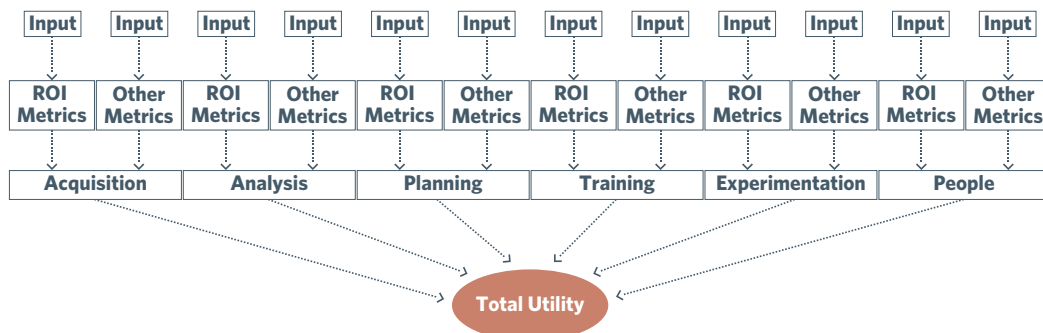 Input Input Input Input Input Input Input Input Input Input Input Input
ROI Other ROI Other ROI Other ROI Other ROI Other ROI Other
Metrics Metrics Metrics Metrics Metrics Metrics Metrics Metrics Metrics Metrics Metrics Metrics
Acquisition Analysis Planning Training Experimentation People
Total Utility